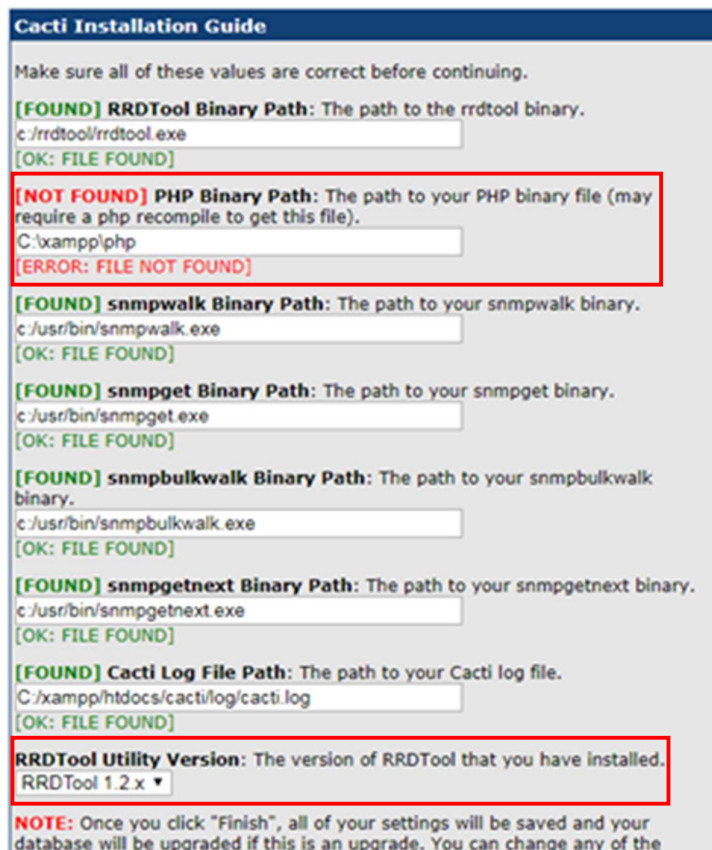 Cacti Installation Guide
Make sure all of these values are correct before continuing.
[FOUND] RRDTool Binary Path: The path to the rrdtool binary.
c:/rrdtool/rrdtool.exe
[OK: FILE FOUND]
[NOT FOUND] PHP Binary Path: The path to your PHP binary file (may
require a php recompile to get this file).
C:\xampp\php
[ERROR: FILE NOT FOUND]
[FOUND] snmpwalk Binary Path: The path to your snmpwalk binary.
c:/usr/bin/snmpwalk.exe
[OK: FILE FOUND]
[FOUND] snmpget Binary Path: The path to your snmpget binary.
c:/usr/bin/snmpget.exe
[OK: FILE FOUND]
[FOUND] snmpbulkwalk Binary Path: The path to your snmpbulkwalk
binary.
c:/usr/bin/snmpbulkwalk.exe
[OK: FILE FOUND]
[FOUND] snmpgetnext Binary Path: The path to your snmpgetnext binary.
c:/usr/bin/snmpgetnext.exe
[OK: FILE FOUND]
[FOUND] Cacti Log File Path: The path to your Cacti log file.
C:/xampp/htdocs/cacti/log/cacti.log
[OK: FILE FOUND]
RRDTool Utility Version: The version of RRDTool that you have installed.
RRDTool 1.2.x
NOTE: Once you click "Finish", all of your settings will be saved and your
database will be upgraded if this is an upgrade. You can change any of the